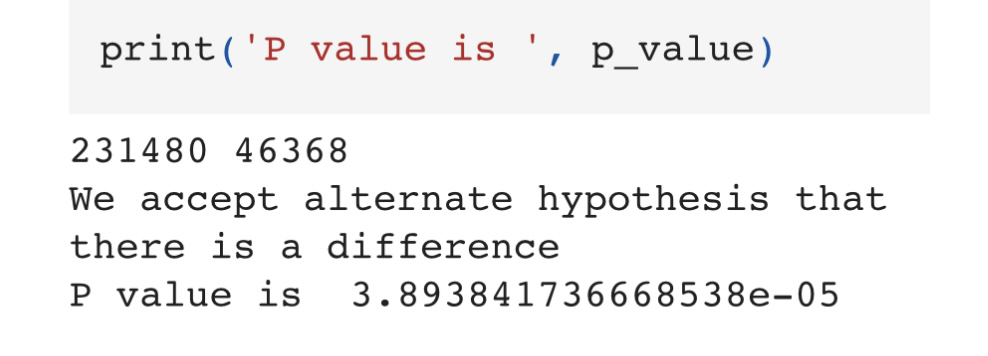 print('P value is ', p_value)
231480 46368
We accept alternate hypothesis that
there is a difference
P value is  3.893841736668538e-05